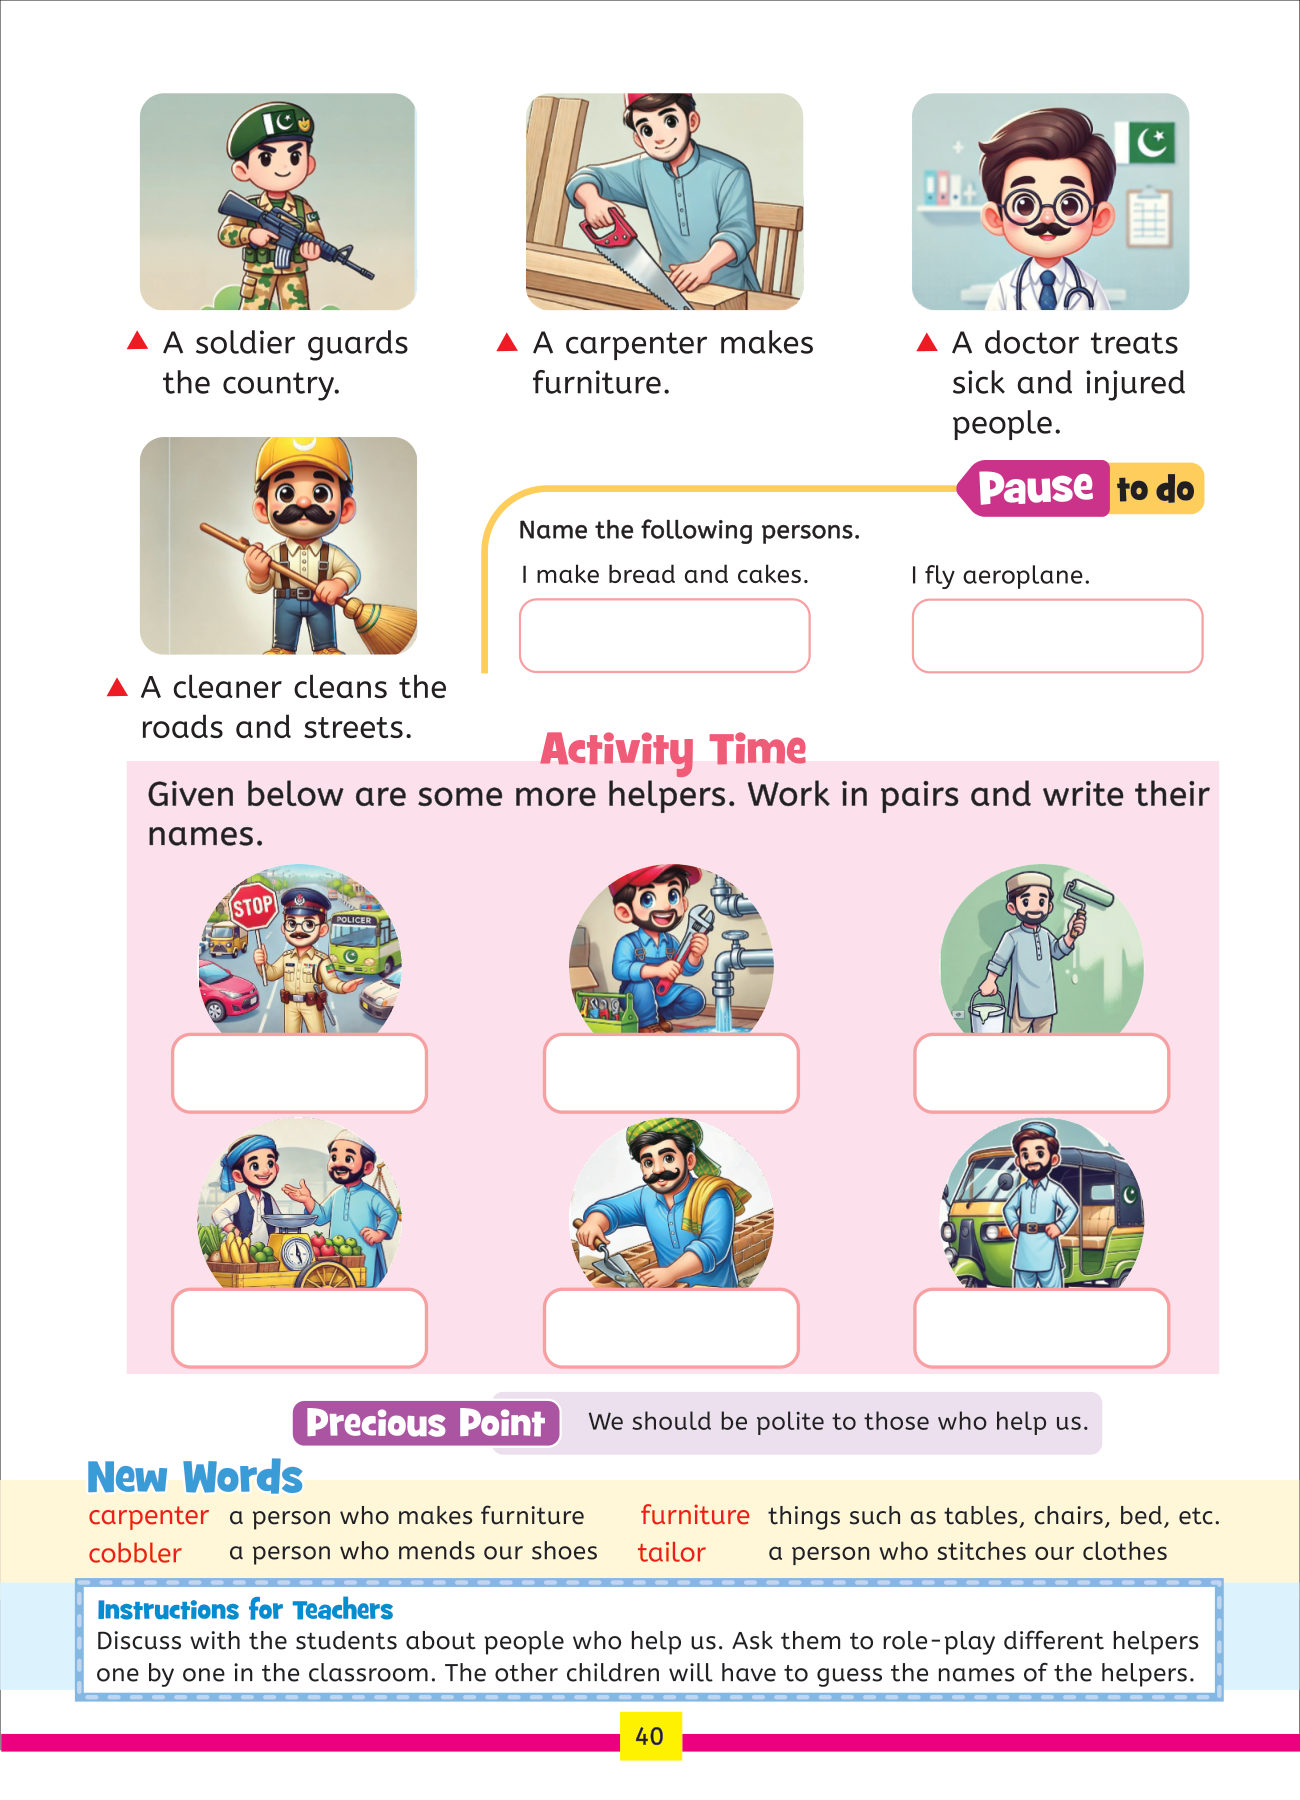 A soldier guards
the country.
A carpenter makes
furniture.
A doctor treats
sick and injured
people.
A cleaner cleans the
roads and streets.
Pause to do
Name the following persons.
I make bread and cakes.
I fly aeroplane.
Activity Time
Given below are some more helpers. Work in pairs and write their
names.
STOP
POLICER
Precious Point
We should be polite to those who help us.
New Words
carpenter a person who makes furniture
furniture things such as tables, chairs, bed, etc.
cobbler a person who mends our shoes
tailor a person who stitches our clothes
Instructions for Teachers
Discuss with the students about people who help us. Ask them to role-play different helpers
one by one in the classroom. The other children will have to guess the names of the helpers.
40